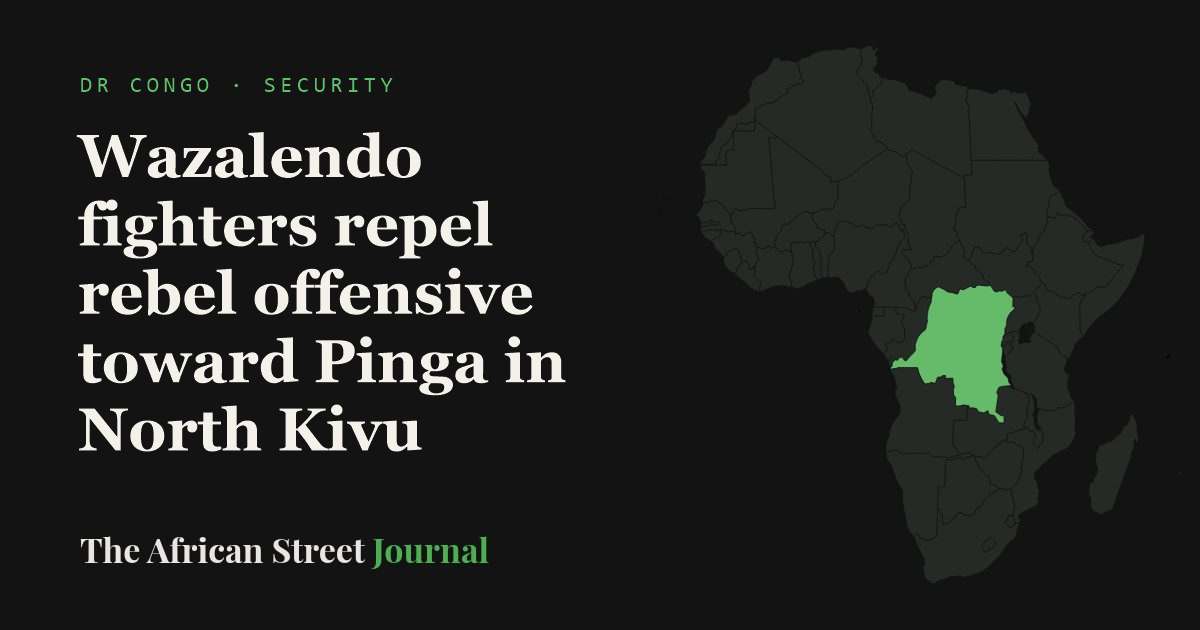 DR CONGO · SECURITY
Wazalendo
fighters repel
rebel offensive
toward Pinga in
North Kivu
The African Street Journal